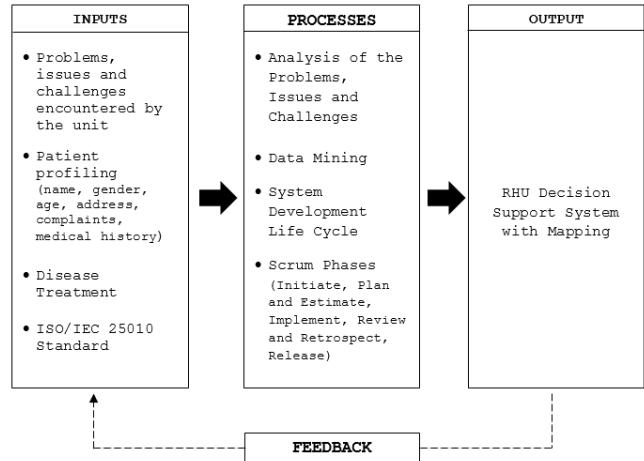 INPUTS
• Problems,
issues and
challenges
encountered by
the unit
• Patient
profiling
(name, gender,
age, address,
complaints,
medical history)
• Disease
Treatment
• ISO/IEC 25010
Standard
PROCESSES
• Analysis of the
Problems,
Issues and
Challenges
• Data Mining
• System
Development
Life Cycle
• Scrum Phases
(Initiate, Plan
and Estimate,
Implement, Review
and Retrospect,
Release)
OUTPUT
RHU Decision
Support System
with Mapping
FEEDBACK